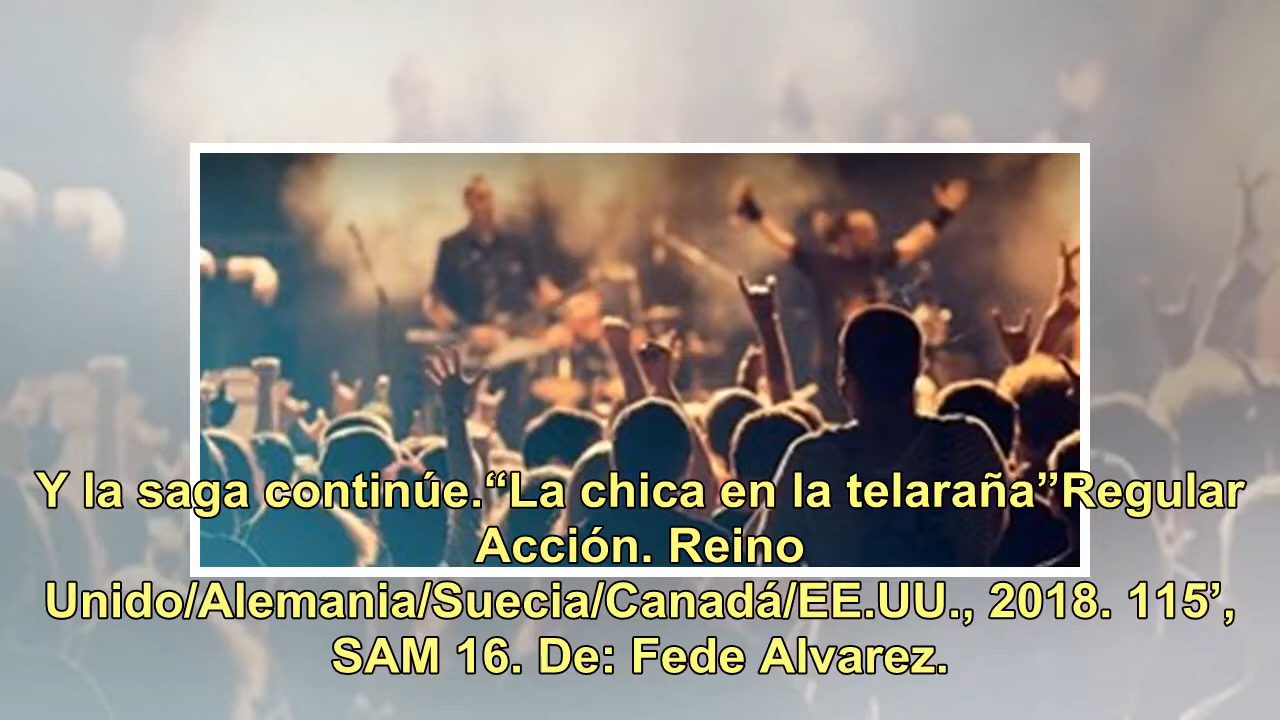 Y la saga continúe.“La chica en la telaraña”Regular
Acción. Reino
Unido/Alemania/Suecia/Canadá/EE.UU., 2018. 115’,
SAM 16. De: Fede Alvarez.